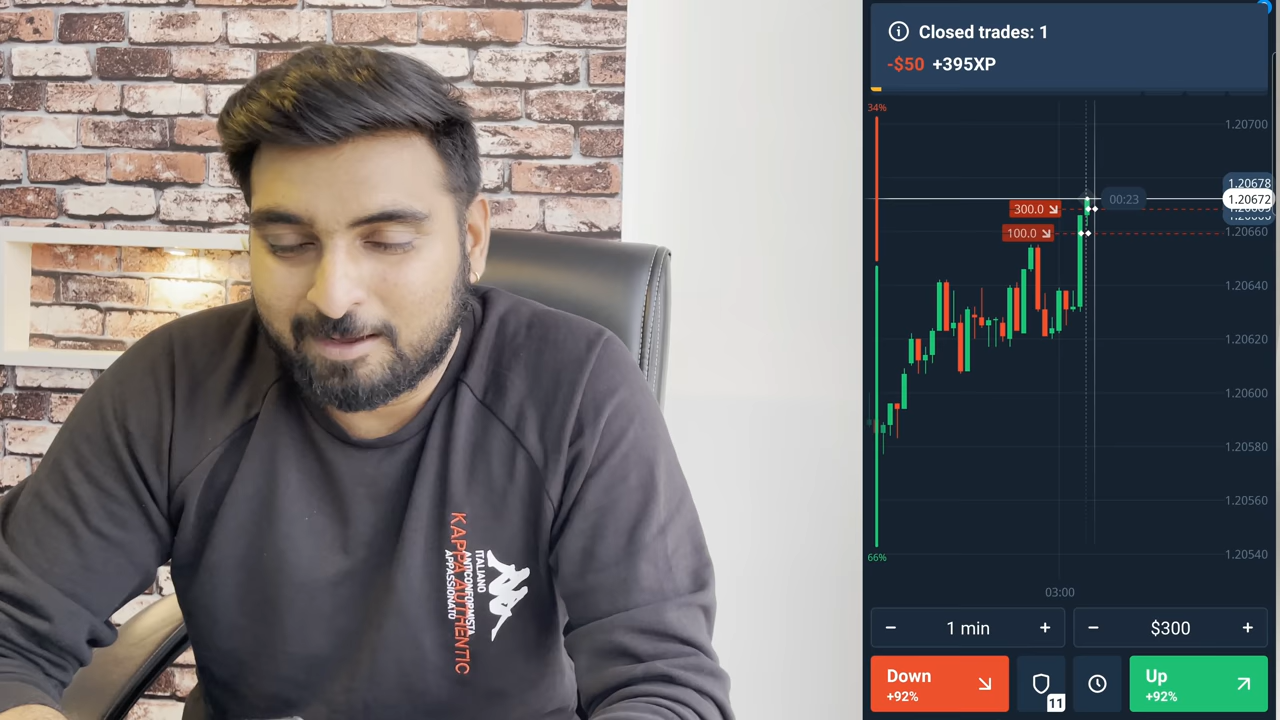 Closed trades: 1
-$50 +395XP
34%
1.20700
1.20678
00:23
1.20672
300.0
100.0
1.20660
1.20640
1.20620
1.20600
1.20580
1.20560
66%
1.20540
03:00
− 1 min +
− $300 +
Down
+92%
11
Up
+92%
KAPPA AUTHENTIC
ITALIANO
ANTICONFORMISTA
APPASSIONATO